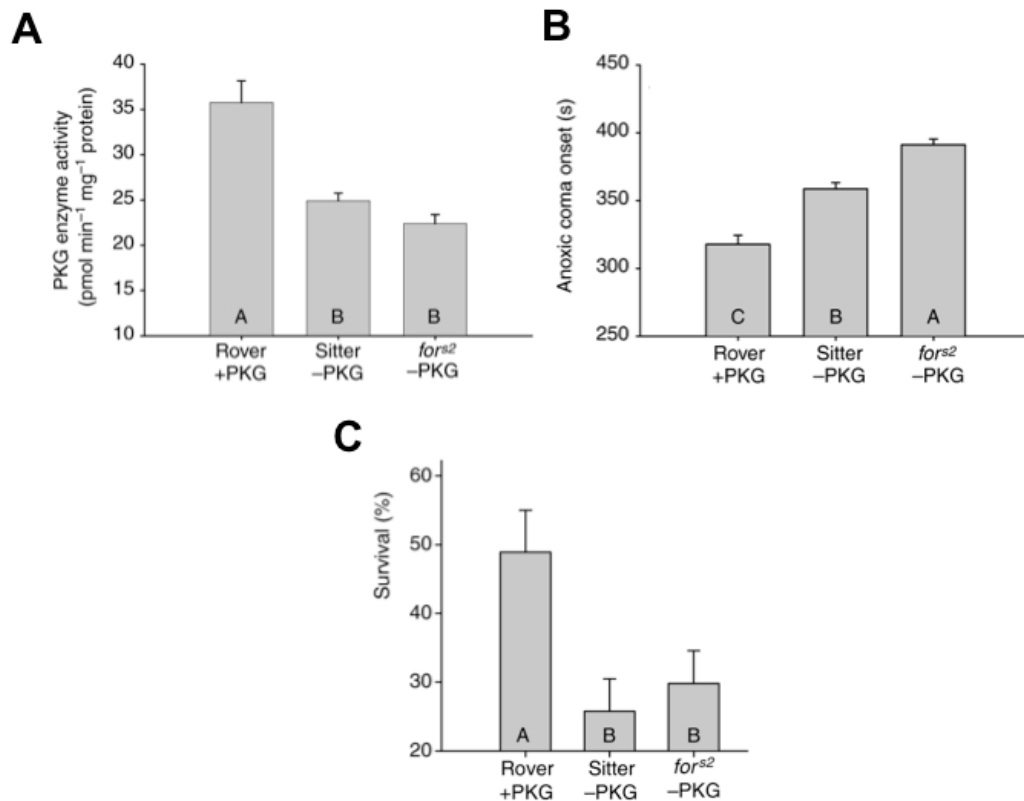 A
PKG enzyme activity
(pmol min⁻¹ mg⁻¹ protein)
40
35
30
25
20
15
10
A
B
B
Rover
+PKG
Sitter
–PKG
forˢ²
–PKG
B
Anoxic coma onset (s)
450
400
350
300
250
C
B
A
Rover
+PKG
Sitter
–PKG
forˢ²
–PKG
C
Survival (%)
60
50
40
30
20
A
B
B
Rover
+PKG
Sitter
–PKG
forˢ²
–PKG